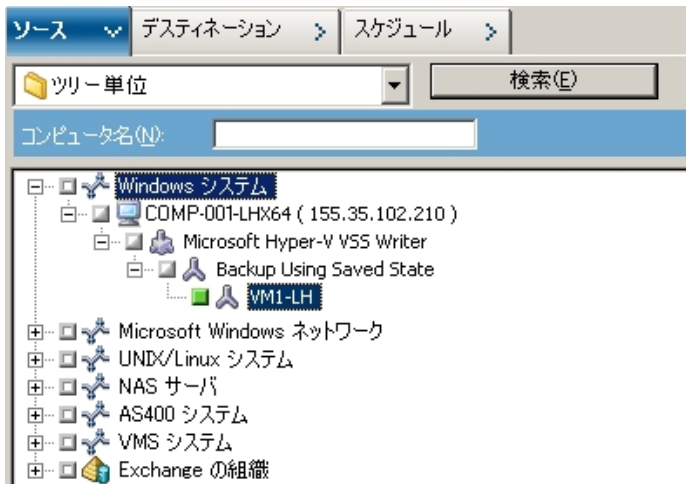 ソース デスティネーション スケジュール
ツリー単位 検索(E)
コンピュータ名(N):
Windows システム
COMP-001-LHX64 ( 155.35.102.210 )
Microsoft Hyper-V VSS Writer
Backup Using Saved State
VM1-LH
Microsoft Windows ネットワーク
UNIX/Linux システム
NAS サーバ
AS400 システム
VMS システム
Exchange の組織